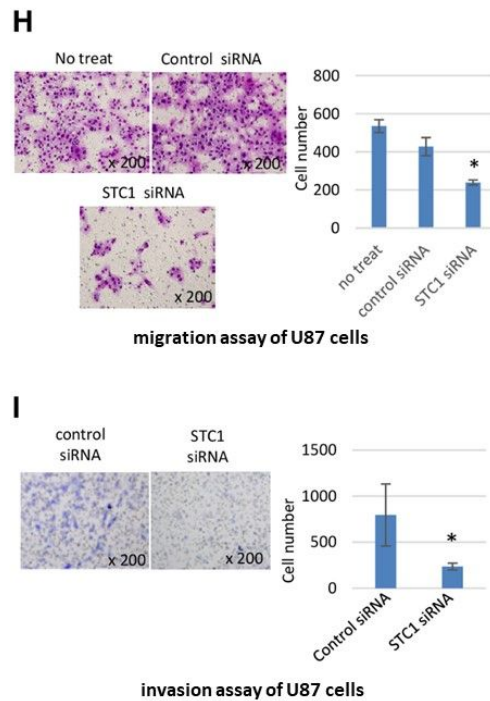 H
No treat
Control siRNA
x 200
x 200
STC1 siRNA
x 200
800
600
400
200
0
Cell number
*
no treat
control siRNA
STC1 siRNA
migration assay of U87 cells
I
control
siRNA
STC1
siRNA
x 200
x 200
1500
1000
500
0
Cell number
*
Control siRNA
STC1 siRNA
invasion assay of U87 cells